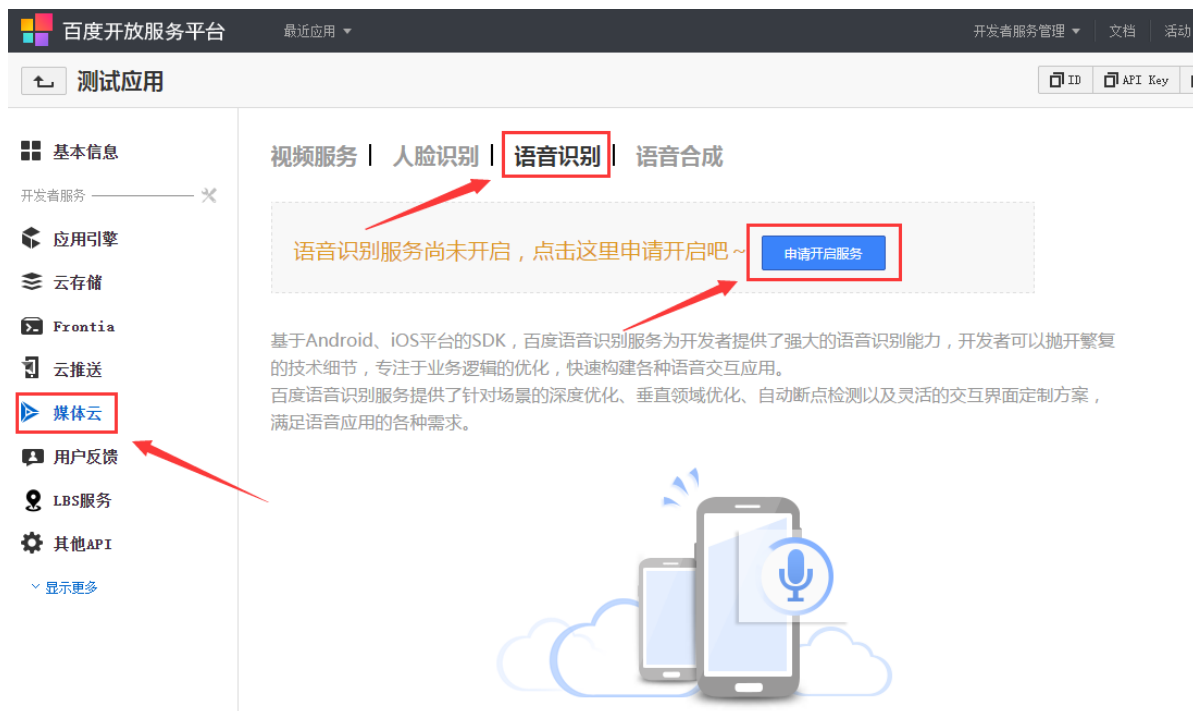 百度开放服务平台 最近应用 开发者服务管理 文档 活动
测试应用 ID API Key
基本信息
开发者服务
应用引擎
云存储
Frontia
云推送
媒体云
用户反馈
LBS服务
其他API
显示更多
视频服务 人脸识别 语音识别 语音合成
语音识别服务尚未开启，点击这里申请开启吧~ 申请开启服务
基于Android、iOS平台的SDK，百度语音识别服务为开发者提供了强大的语音识别能力，开发者可以抛开繁复
的技术细节，专注于业务逻辑的优化，快速构建各种语音交互应用。
百度语音识别服务提供了针对场景的深度优化、垂直领域优化、自动断点检测以及灵活的交互界面定制方案，
满足语音应用的各种需求。